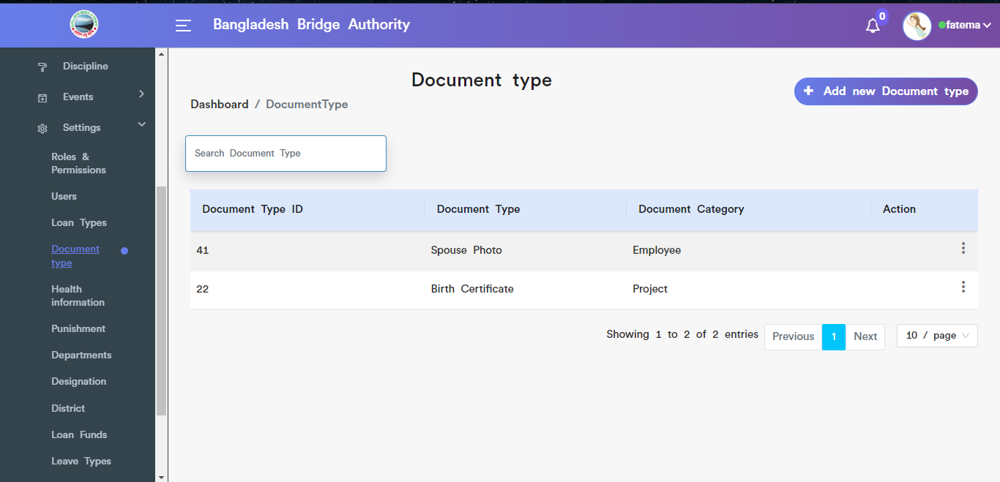 Bangladesh Bridge Authority
0
fatema
Discipline
Events
Settings
Roles &
Permissions
Users
Loan Types
Document
type
Health
information
Punishment
Departments
Designation
District
Loan Funds
Leave Types
Document type
Dashboard / DocumentType
+ Add new Document type
Search Document Type
Document Type ID Document Type Document Category Action
41 Spouse Photo Employee
22 Birth Certificate Project
Showing 1 to 2 of 2 entries Previous 1 Next 10 / page